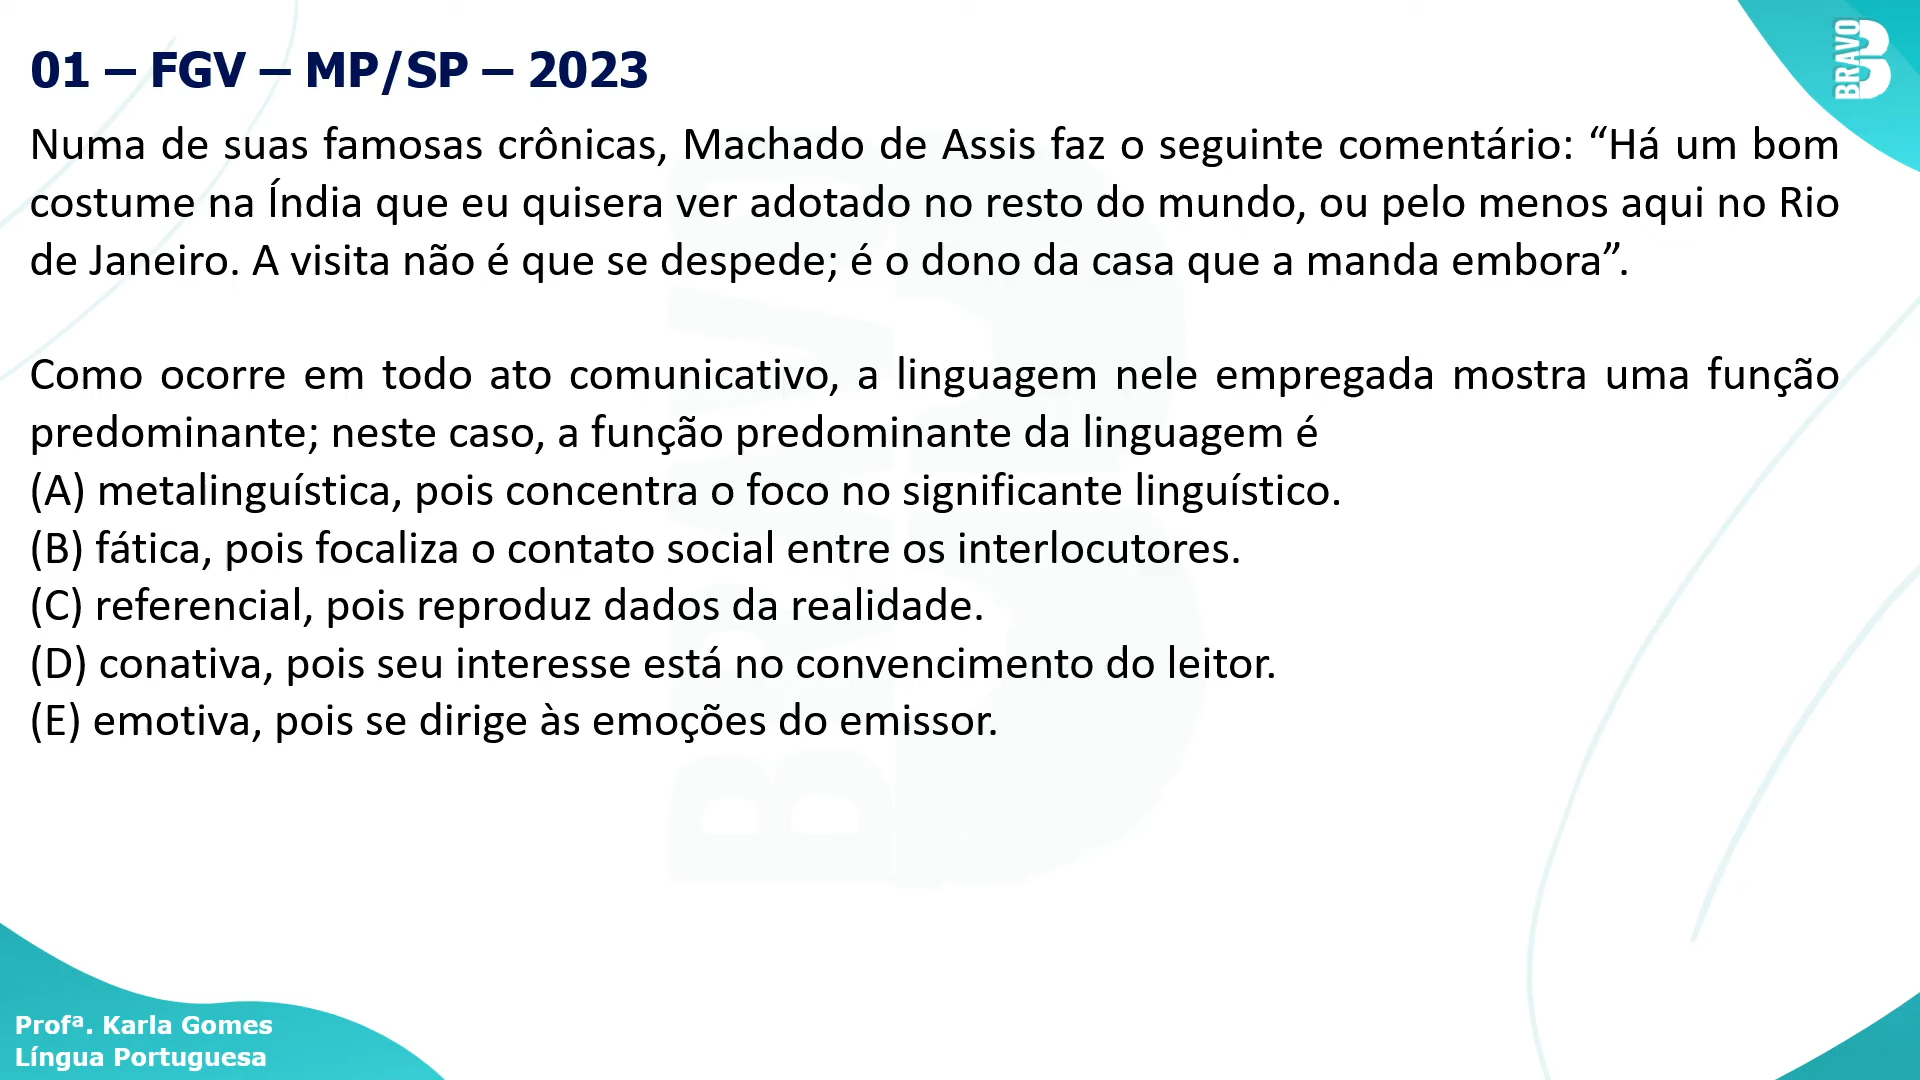 01 – FGV – MP/SP – 2023
BRAVO
Numa de suas famosas crônicas, Machado de Assis faz o seguinte comentário: “Há um bom
costume na Índia que eu quisera ver adotado no resto do mundo, ou pelo menos aqui no Rio
de Janeiro. A visita não é que se despede; é o dono da casa que a manda embora”.
Como ocorre em todo ato comunicativo, a linguagem nele empregada mostra uma função
predominante; neste caso, a função predominante da linguagem é
(A) metalinguística, pois concentra o foco no significante linguístico.
(B) fática, pois focaliza o contato social entre os interlocutores.
(C) referencial, pois reproduz dados da realidade.
(D) conativa, pois seu interesse está no convencimento do leitor.
(E) emotiva, pois se dirige às emoções do emissor.
Profª. Karla Gomes
Língua Portuguesa